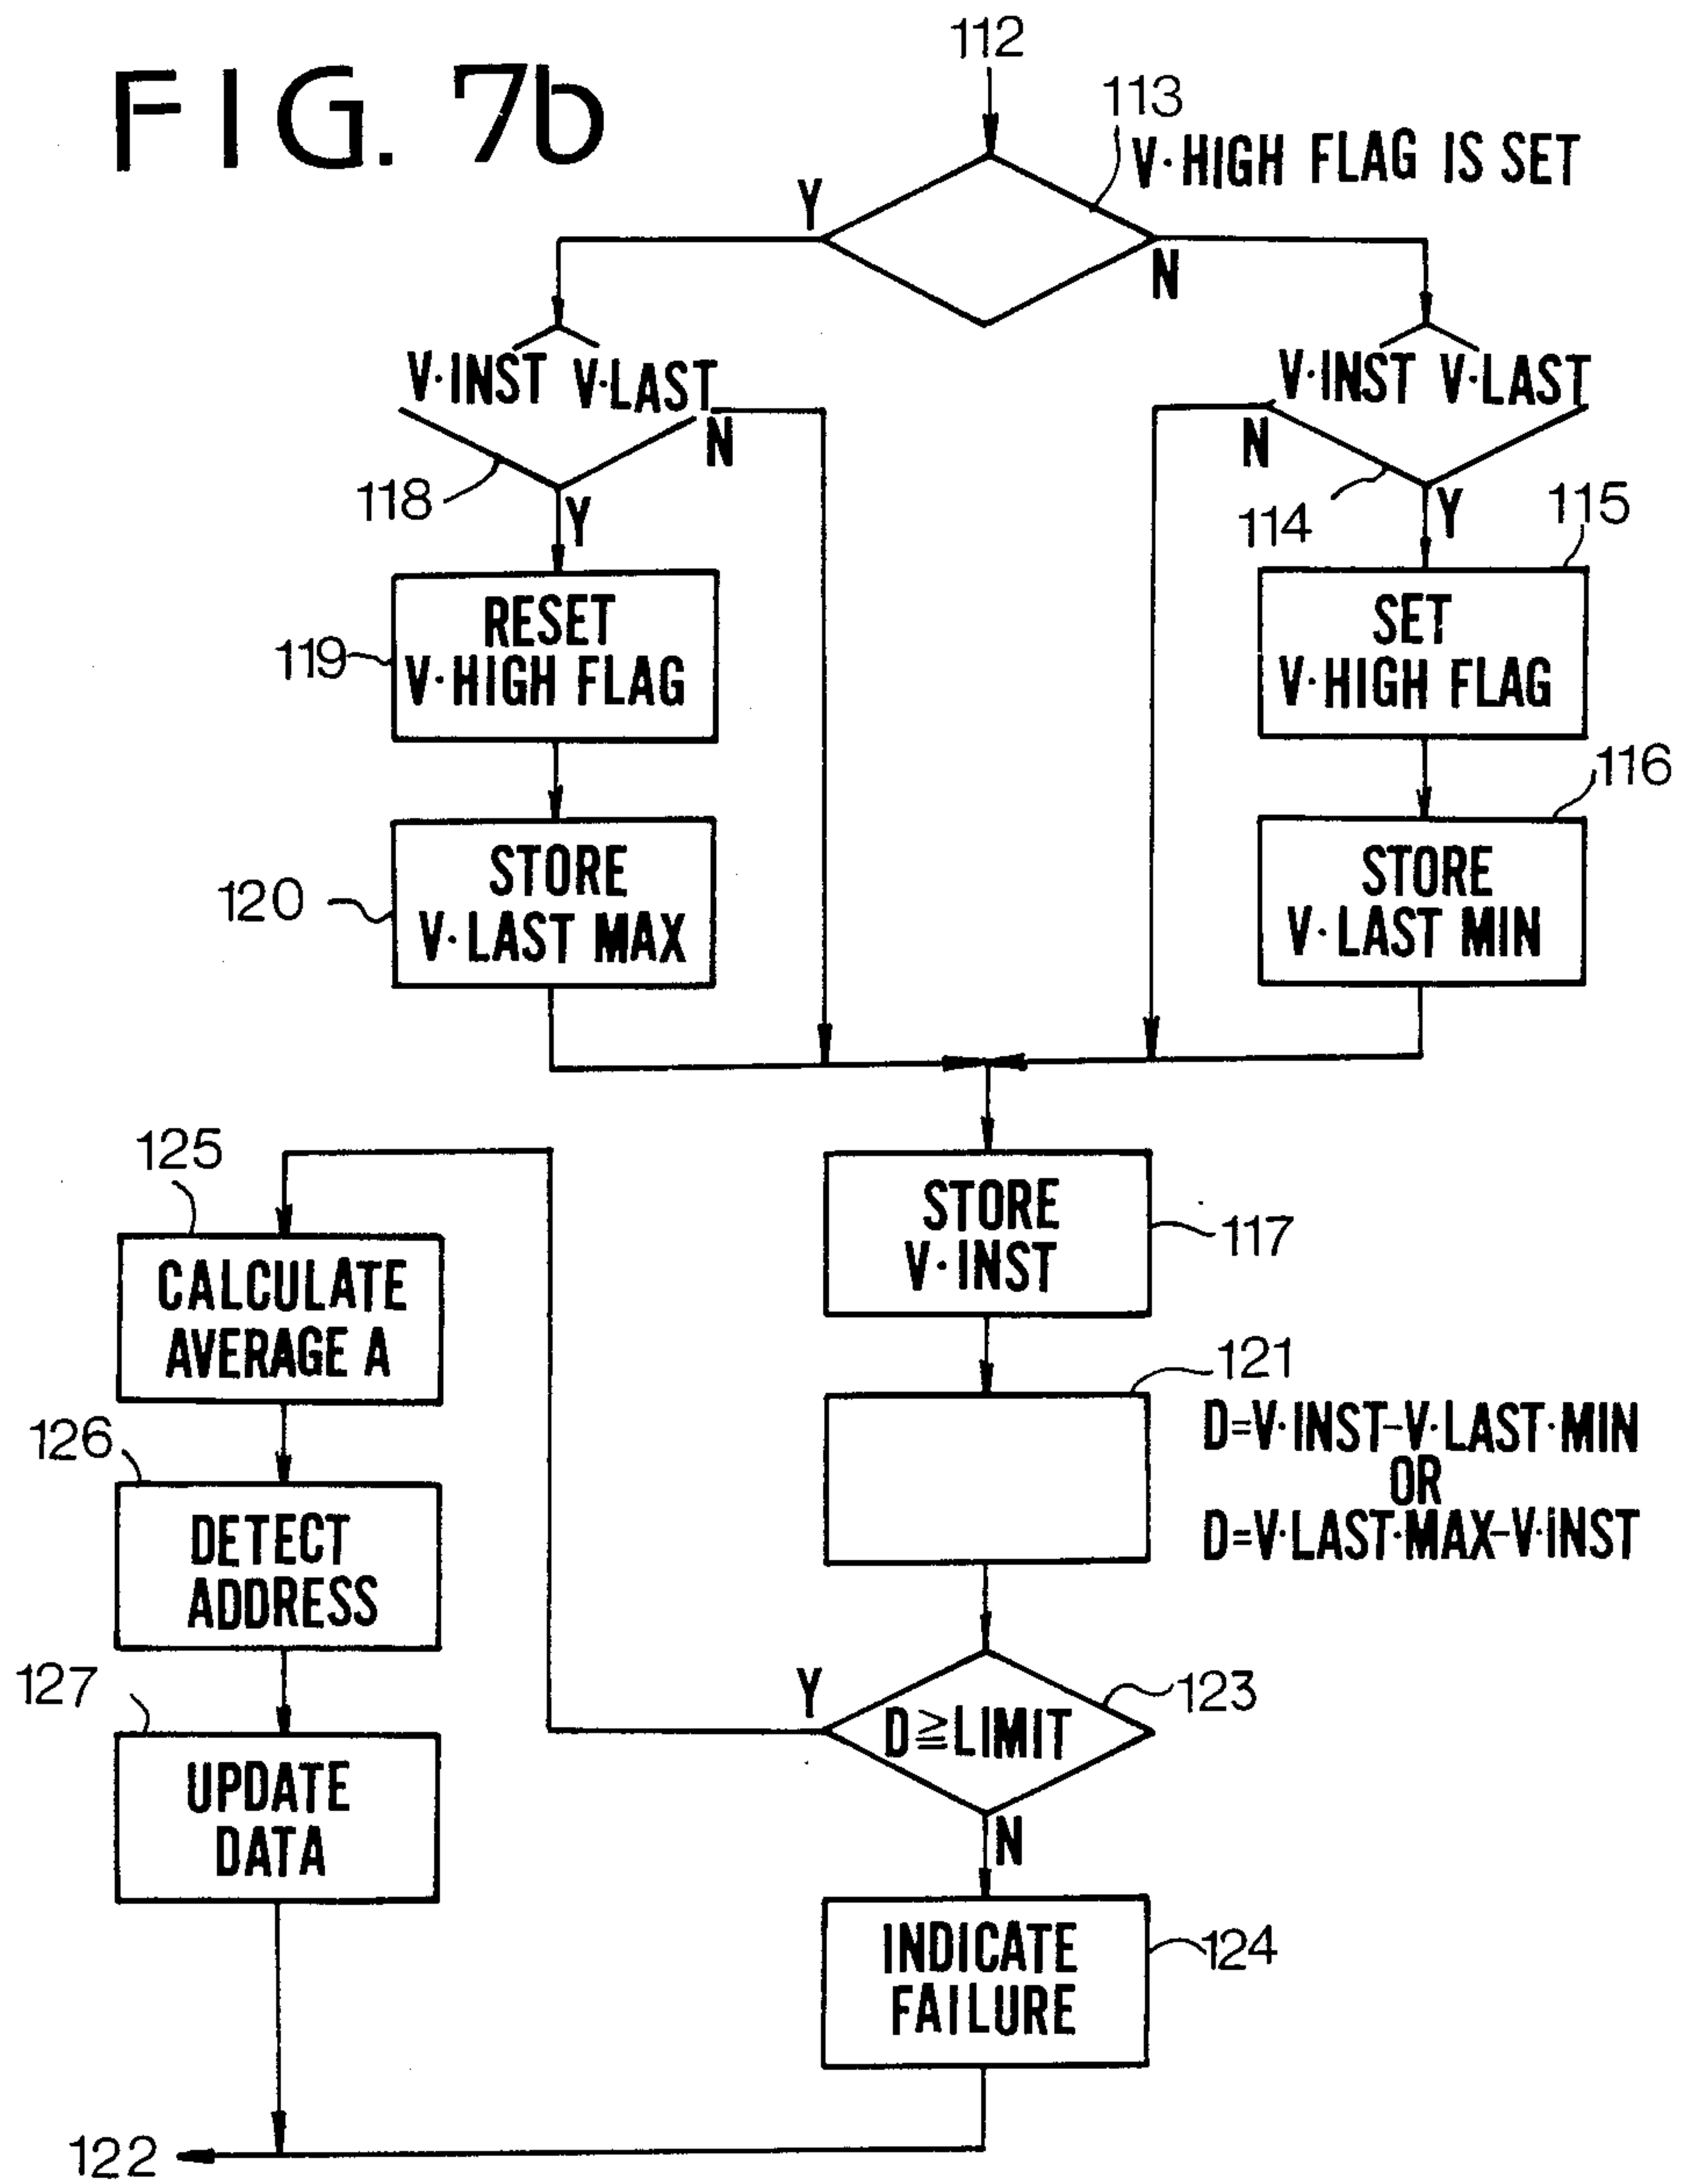 FIG. 7b
112
113
V·HIGH FLAG IS SET
Y
N
V·INST V·LAST
N
118
Y
V·INST V·LAST
N
114
Y
115
RESET
V·HIGH FLAG
119
SET
V·HIGH FLAG
116
STORE
V·LAST MAX
120
STORE
V·LAST MIN
125
STORE
V·INST
117
CALCULATE
AVERAGE A
121
D=V·INST-V·LAST·MIN
OR
D=V·LAST·MAX-V·INST
126
DETECT
ADDRESS
127
Y
D≧LIMIT
123
N
UPDATE
DATA
INDICATE
FAILURE
124
122